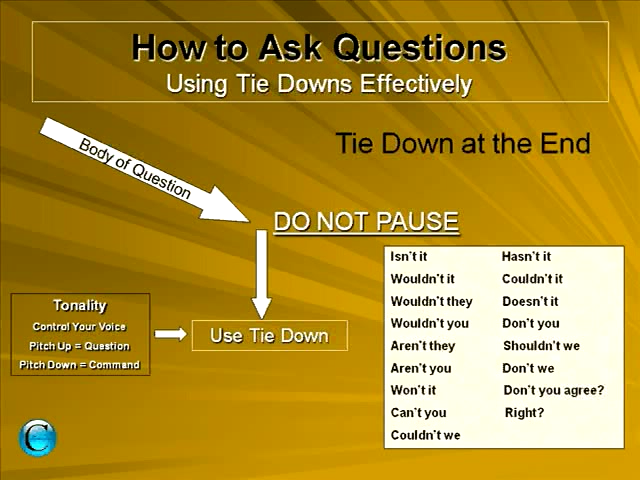 How to Ask Questions
Using Tie Downs Effectively
Tie Down at the End
Body of Question
DO NOT PAUSE
Isn't it
Wouldn't it
Wouldn't they
Wouldn't you
Aren't they
Aren't you
Won't it
Can't you
Couldn't we
Hasn't it
Couldn't it
Doesn't it
Don't you
Shouldn't we
Don't we
Don't you agree?
Right?
Tonality
Control Your Voice
Pitch Up = Question
Pitch Down = Command
Use Tie Down
C